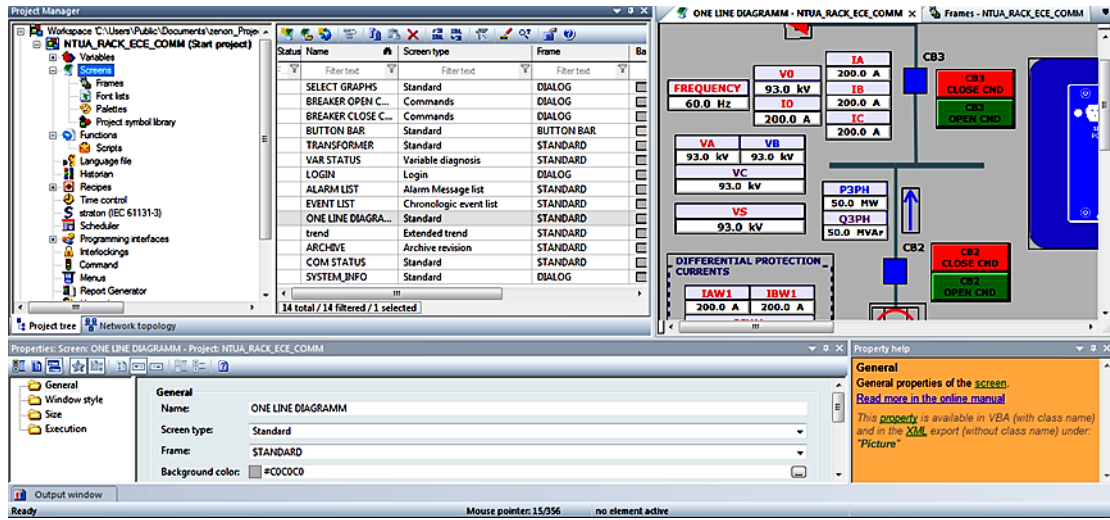 Project Manager
Workspace 'C:\Users\Public\Documents\zenon_Proje
NTUA_RACK_ECE_COMM (Start project)
Variables
Screens
Frames
Font lists
Palettes
Project symbol library
Functions
Scripts
Language file
Historian
Recipes
Time control
straton (IEC 61131-3)
Scheduler
Programming interfaces
Interlockings
Command
Menus
Report Generator
Project tree
Network topology
Status Name Screen type Frame Ba
Filter text Filter text Filter text
SELECT GRAPHS Standard DIALOG
BREAKER OPEN C... Commands DIALOG
BREAKER CLOSE C... Commands DIALOG
BUTTON BAR Standard BUTTON BAR
TRANSFORMER Standard STANDARD
VAR STATUS Variable diagnosis STANDARD
LOGIN Login DIALOG
ALARM LIST Alarm Message list STANDARD
EVENT LIST Chronologic event list STANDARD
ONE LINE DIAGRA... Standard STANDARD
trend Extended trend STANDARD
ARCHIVE Archive revision STANDARD
COM STATUS Standard STANDARD
SYSTEM_INFO Standard DIALOG
14 total / 14 filtered / 1 selected
ONE LINE DIAGRAMM - NTUA_RACK_ECE_COMM
Frames - NTUA_RACK_ECE_COMM
FREQUENCY
60.0 Hz
V0
93.0 kV
I0
200.0 A
IA
200.0 A
IB
200.0 A
IC
200.0 A
CB3
CB3
CLOSE CND
CB3
OPEN CND
VA VB
93.0 kV 93.0 kV
VC
93.0 kV
VS
93.0 kV
P3PH
50.0 MW
Q3PH
50.0 MVAr
CB2
CB2
CLOSE CND
CB2
OPEN CND
DIFFERENTIAL PROTECTION
CURRENTS
IAW1 IBW1
200.0 A 200.0 A
Properties: Screen: ONE LINE DIAGRAMM - Project: NTUA_RACK_ECE_COMM
General
Window style
Size
Execution
General
Name: ONE LINE DIAGRAMM
Screen type: Standard
Frame: STANDARD
Background color: #C0C0C0
Property help
General
General properties of the screen.
Read more in the online manual
This property is available in VBA (with class name)
and in the XML export (without class name) under:
"Picture"
Output window
Ready Mouse pointer: 15/356 no element active